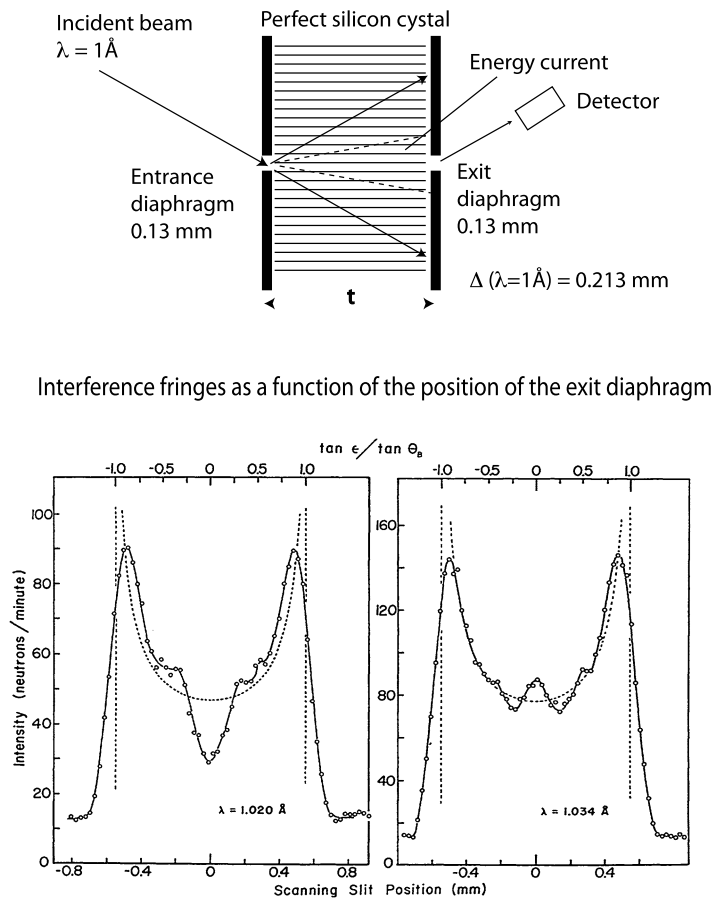 Incident beam
λ = 1Å
Perfect silicon cystal
Energy current
Detector
Entrance
diaphragm
0.13 mm
Exit
diaphragm
0.13 mm
t
Δ (λ=1Å) = 0.213 mm
Interference fringes as a function of the position of the exit diaphragm
tan ε/tan θB
-1.0 -0.5 0 0.5 1.0
-1.0 -0.5 0 0.5 1.0
Intensity (neutrons/minute)
100
80
60
40
20
0
λ = 1.020 Å
160
120
80
40
0
λ = 1.034 Å
-0.8 -0.4 0 0.4 0.8
-0.4 0 0.4
Scanning Slit Position (mm)